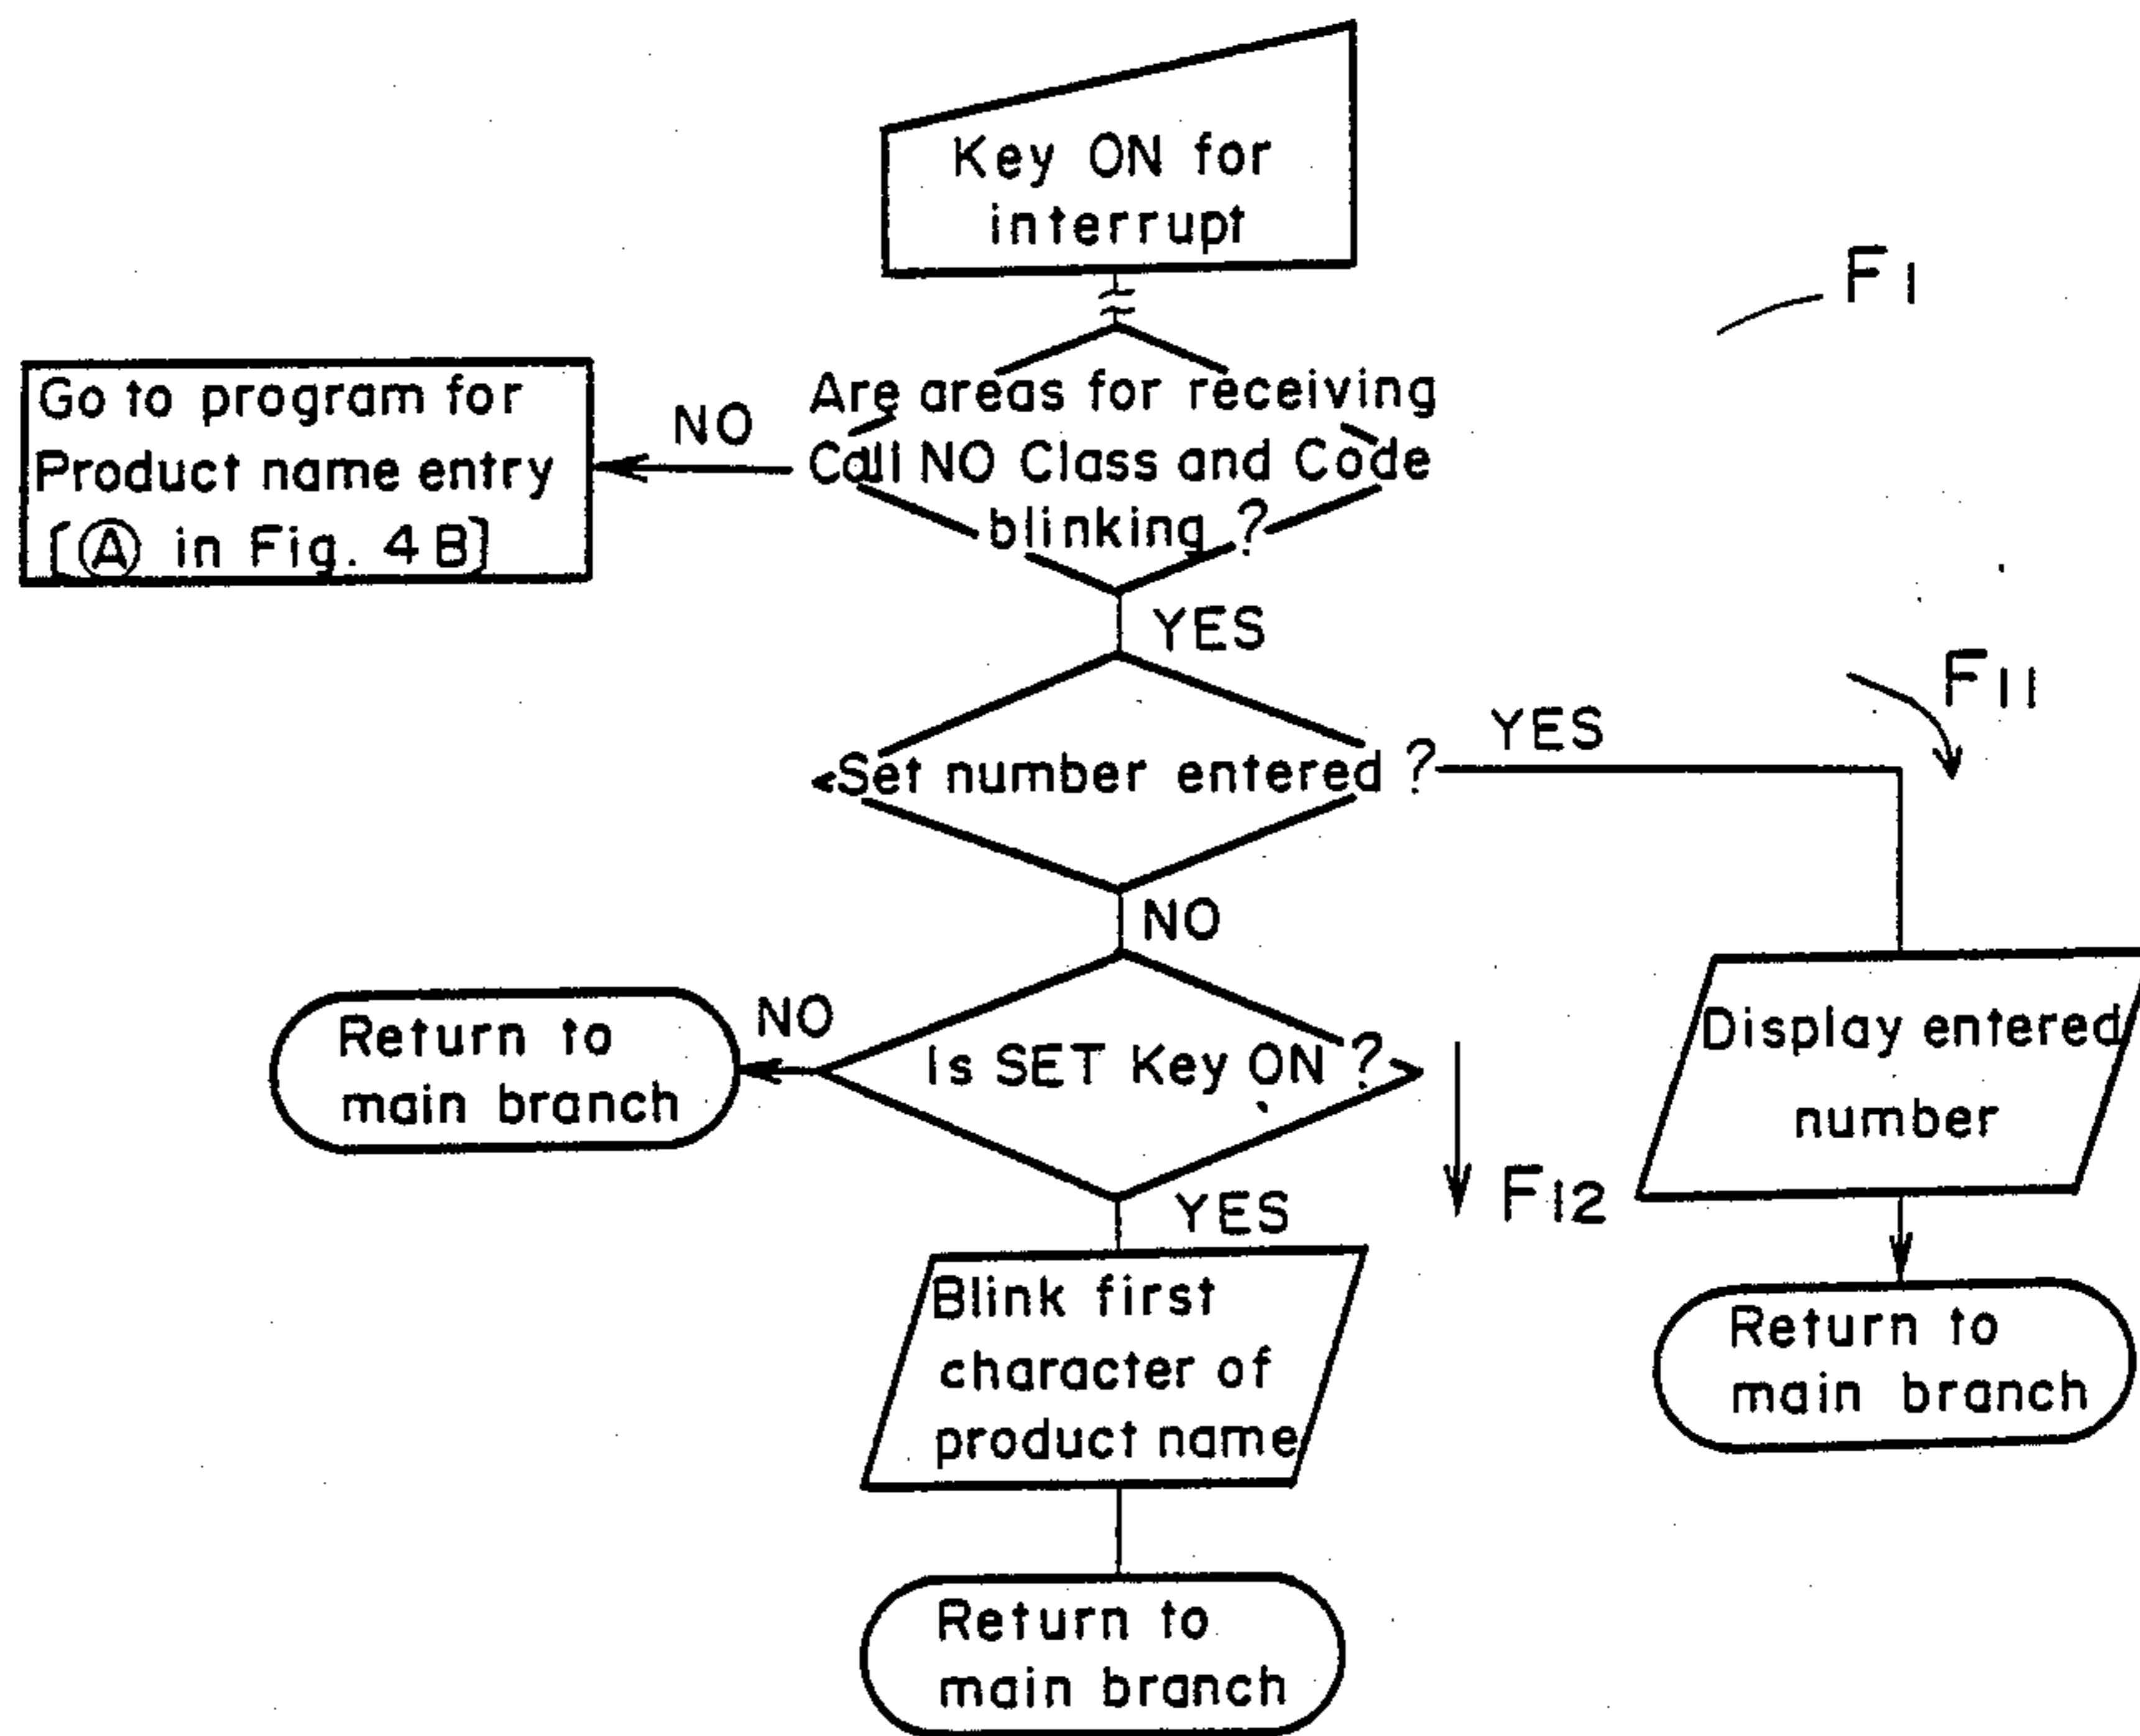 Key ON for
interrupt
F1
Are areas for receiving
Call NO Class and Code
blinking ?
NO
Go to program for
Product name entry
[Ⓐ in Fig. 4B]
YES
F11
Set number entered ?
YES
NO
Is SET Key ON ?
NO
Return to
main branch
Display entered
number
F12
YES
Blink first
character of
product name
Return to
main branch
Return to
main branch